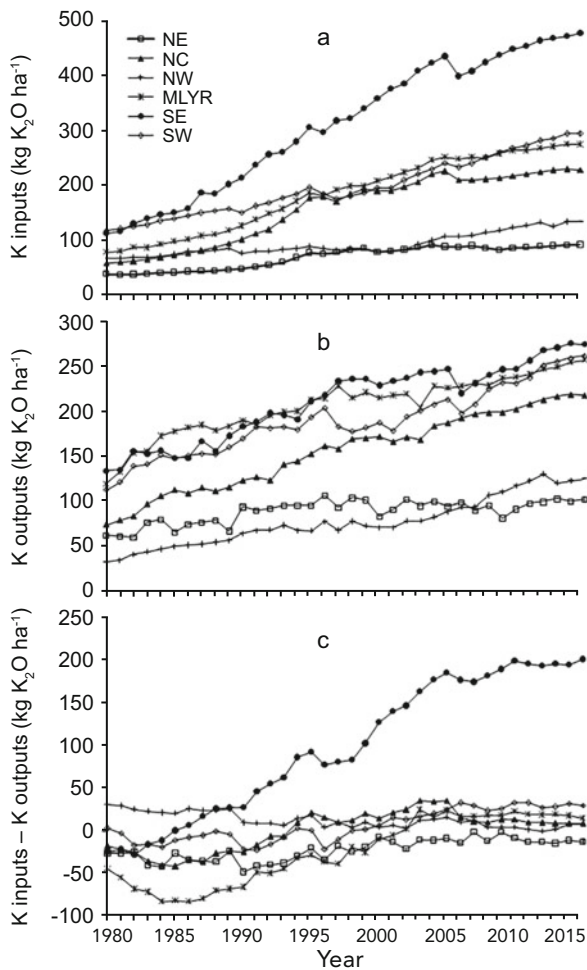 a
500
400
300
200
100
0
K inputs (kg K₂O ha⁻¹)
NE
NC
NW
MLYR
SE
SW
b
300
250
200
150
100
50
0
K outputs (kg K₂O ha⁻¹)
c
250
200
150
100
50
0
-50
-100
K inputs – K outputs (kg K₂O ha⁻¹)
1980 1985 1990 1995 2000 2005 2010 2015
Year